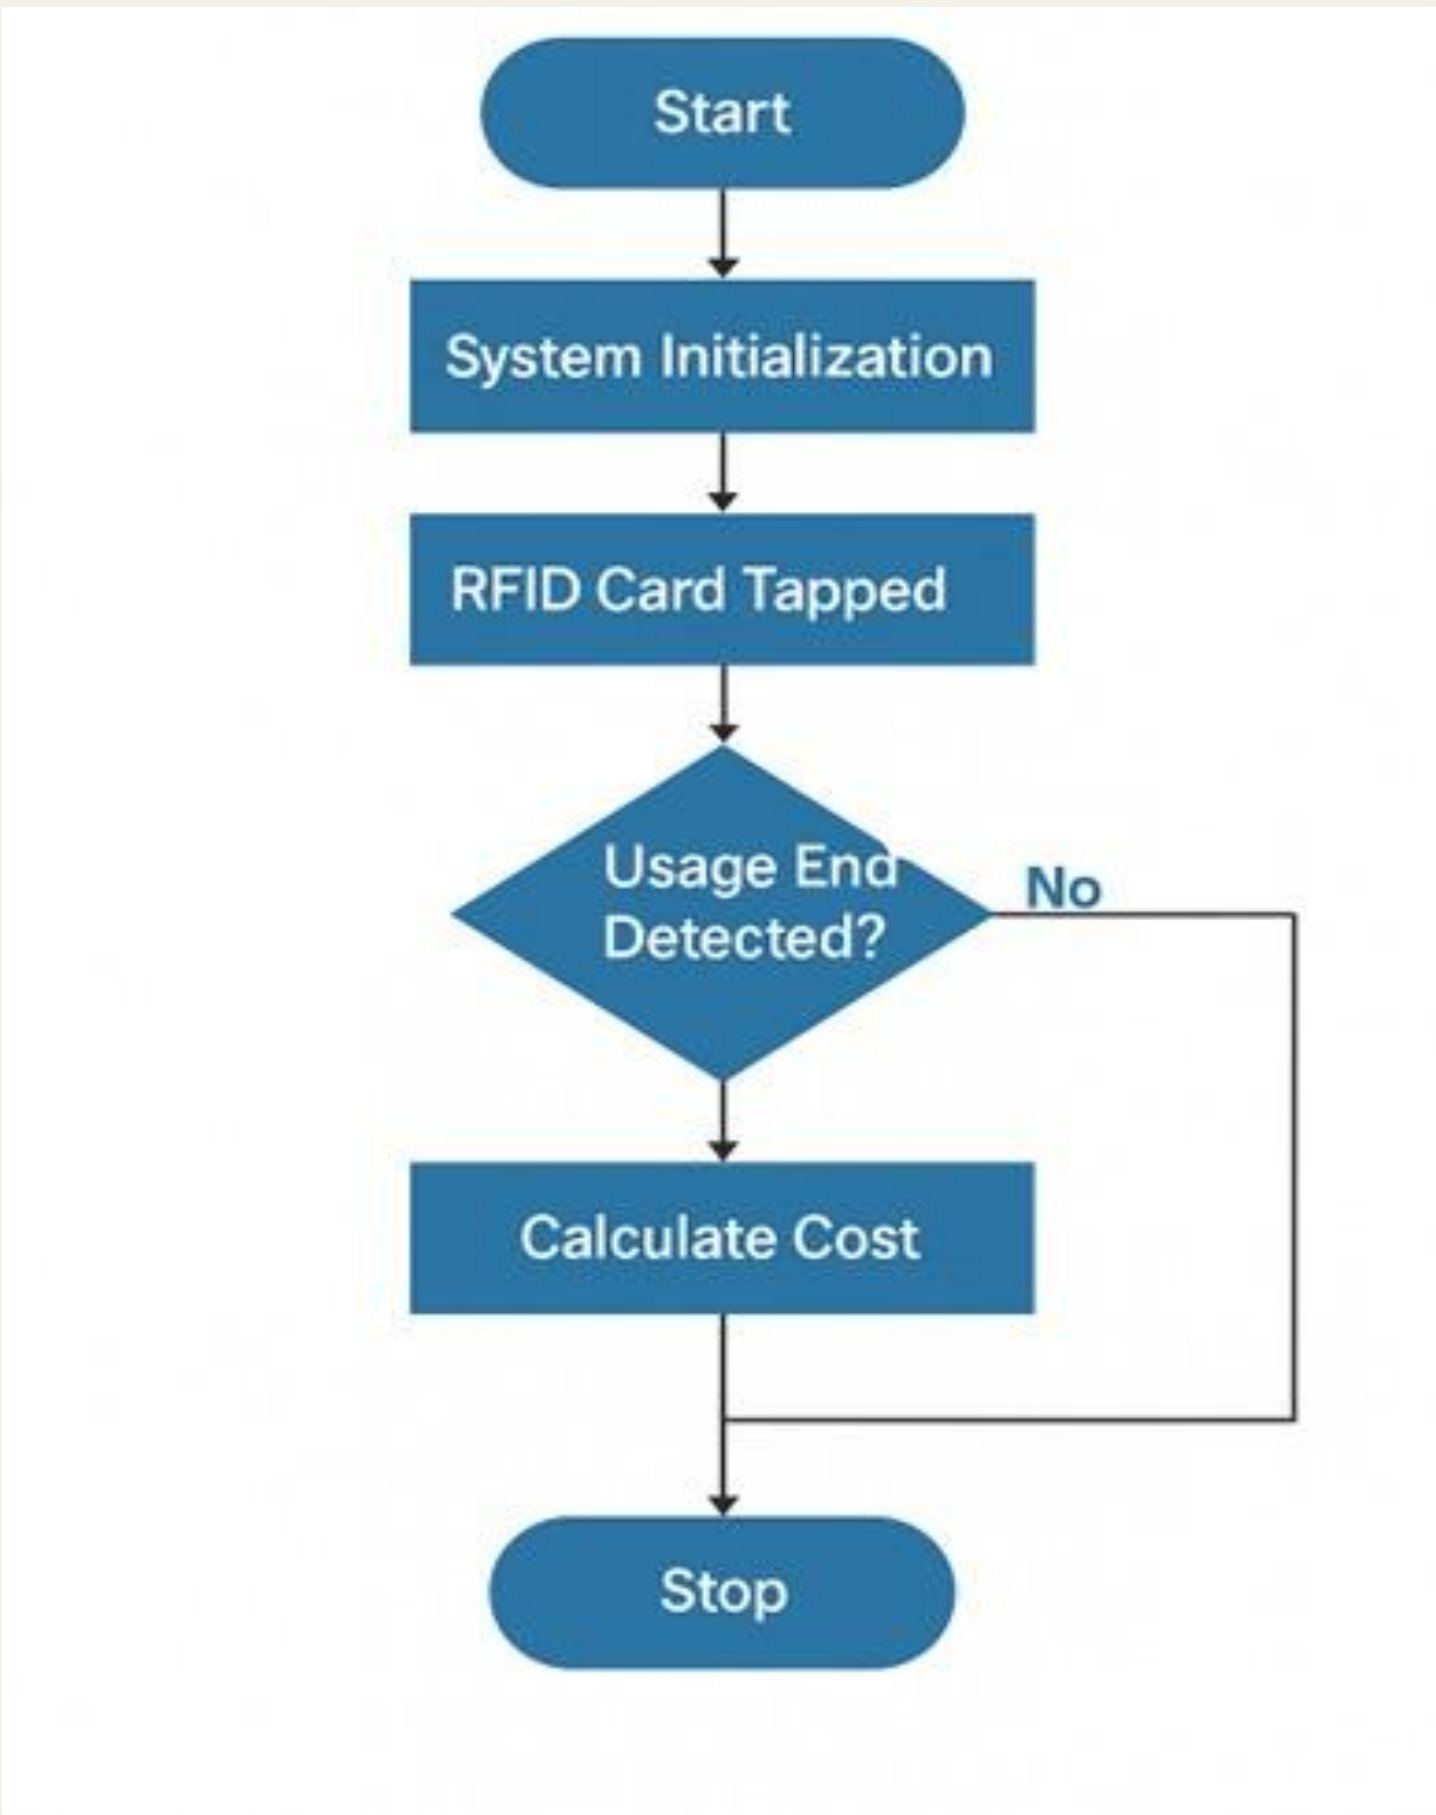 Start
System Initialization
RFID Card Tapped
Usage End
Detected?
No
Calculate Cost
Stop